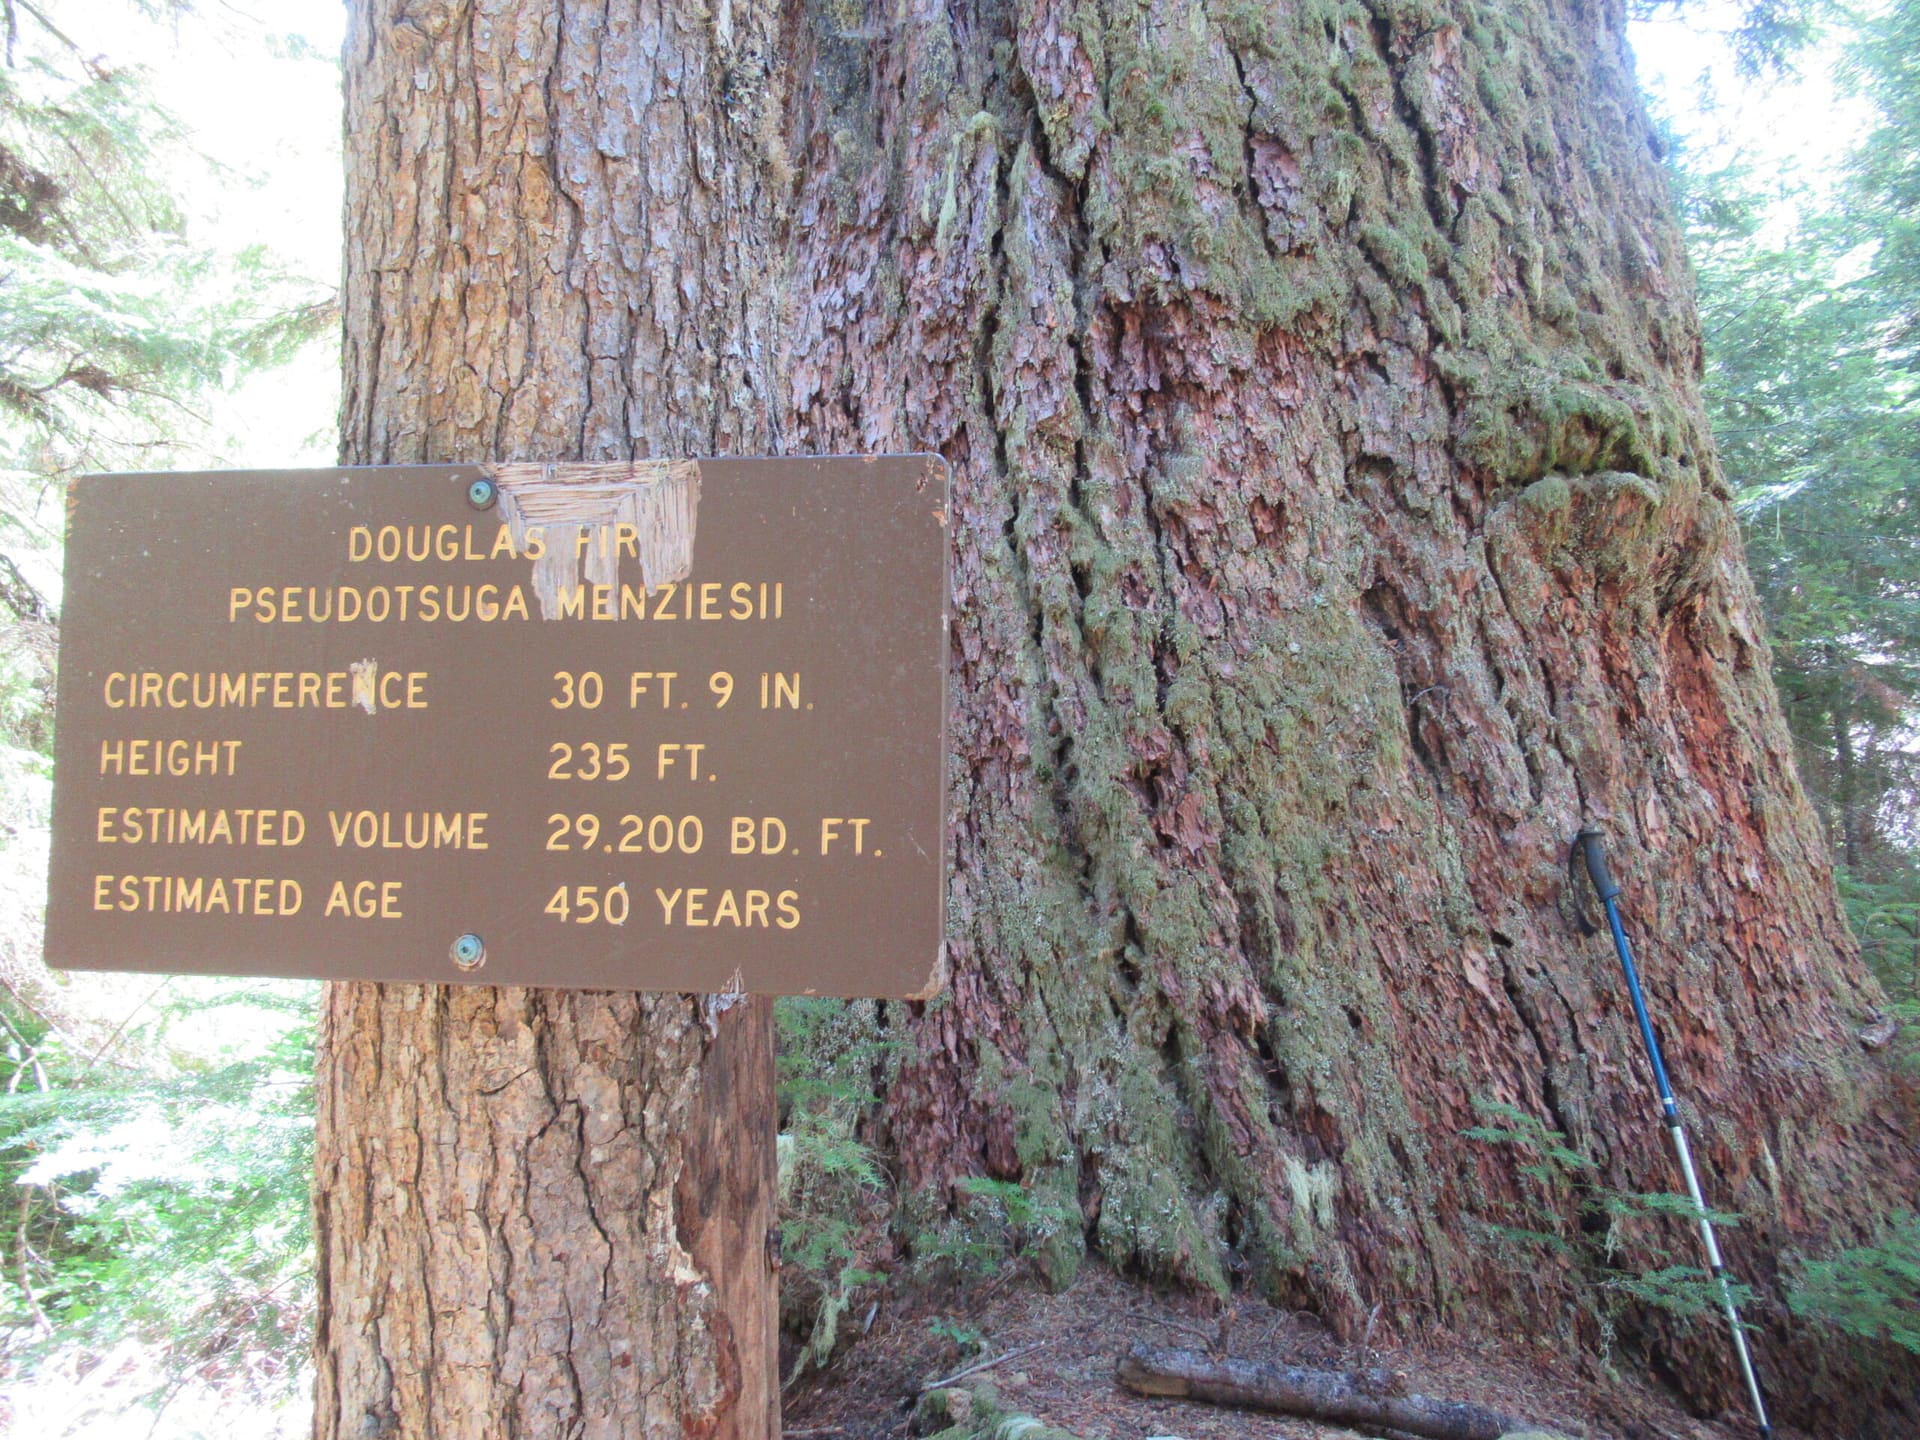 DOUGLAS FIR
PSEUDOTSUGA MENZIESII
CIRCUMFERENCE 30 FT. 9 IN.
HEIGHT 235 FT.
ESTIMATED VOLUME 29,200 BD. FT.
ESTIMATED AGE 450 YEARS